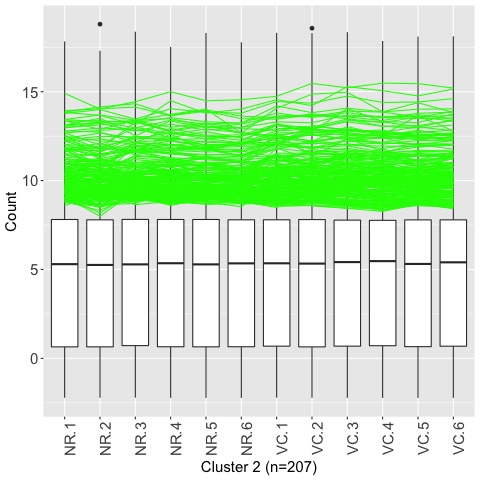 Count
15
10
5
0
NR.1
NR.2
NR.3
NR.4
NR.5
NR.6
VC.1
VC.2
VC.3
VC.4
VC.5
VC.6
Cluster 2 (n=207)